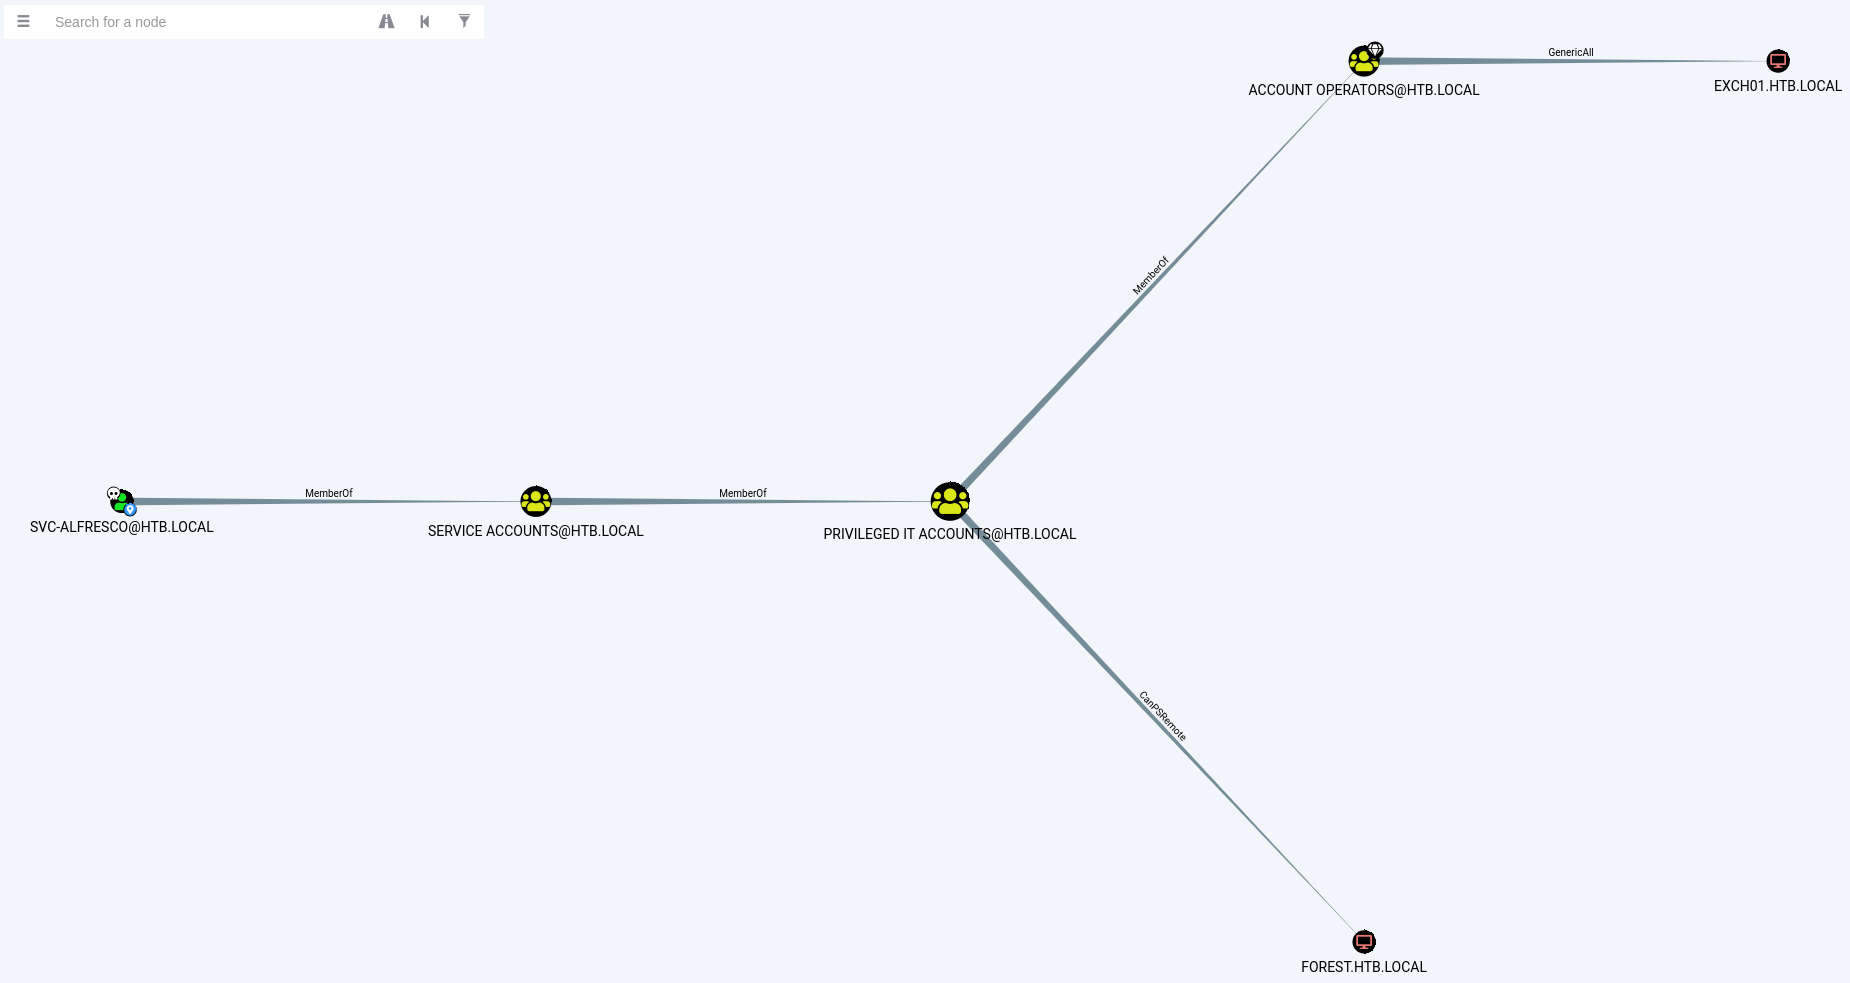 Search for a node
GenericAll
ACCOUNT OPERATORS@HTB.LOCAL
EXCH01.HTB.LOCAL
MemberOf
MemberOf
MemberOf
SVC-ALFRESCO@HTB.LOCAL
SERVICE ACCOUNTS@HTB.LOCAL
PRIVILEGED IT ACCOUNTS@HTB.LOCAL
CanPSRemote
FOREST.HTB.LOCAL